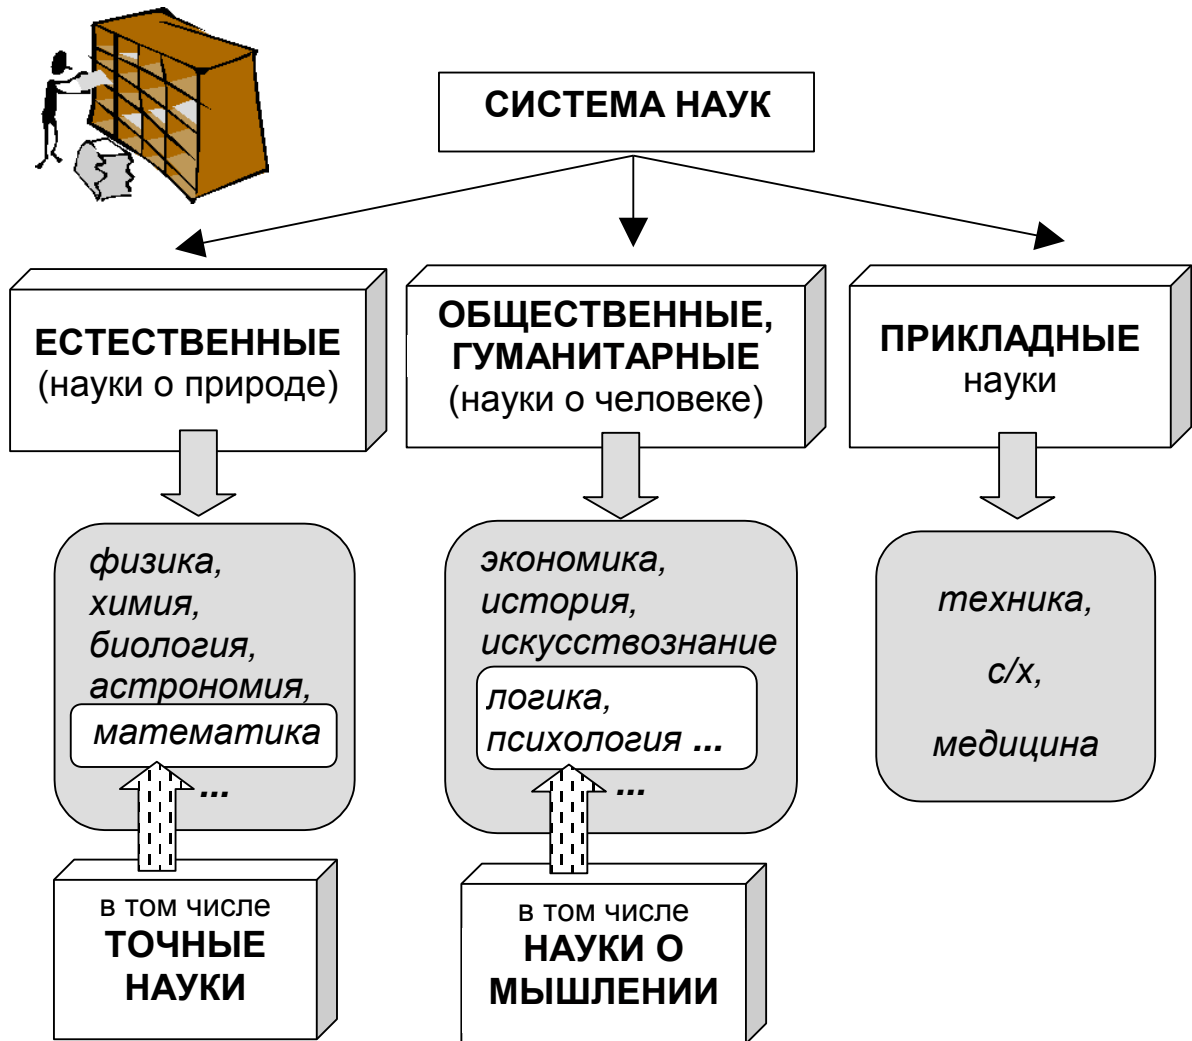 СИСТЕМА НАУК
ЕСТЕСТВЕННЫЕ
(науки о природе)
ОБЩЕСТВЕННЫЕ,
ГУМАНИТАРНЫЕ
(науки о человеке)
ПРИКЛАДНЫЕ
науки
физика,
химия,
биология,
астрономия,
математика
...
экономика,
история,
искусствознание
логика,
психология ...
...
техника,
с/х,
медицина
в том числе
ТОЧНЫЕ
НАУКИ
в том числе
НАУКИ О
МЫШЛЕНИИ